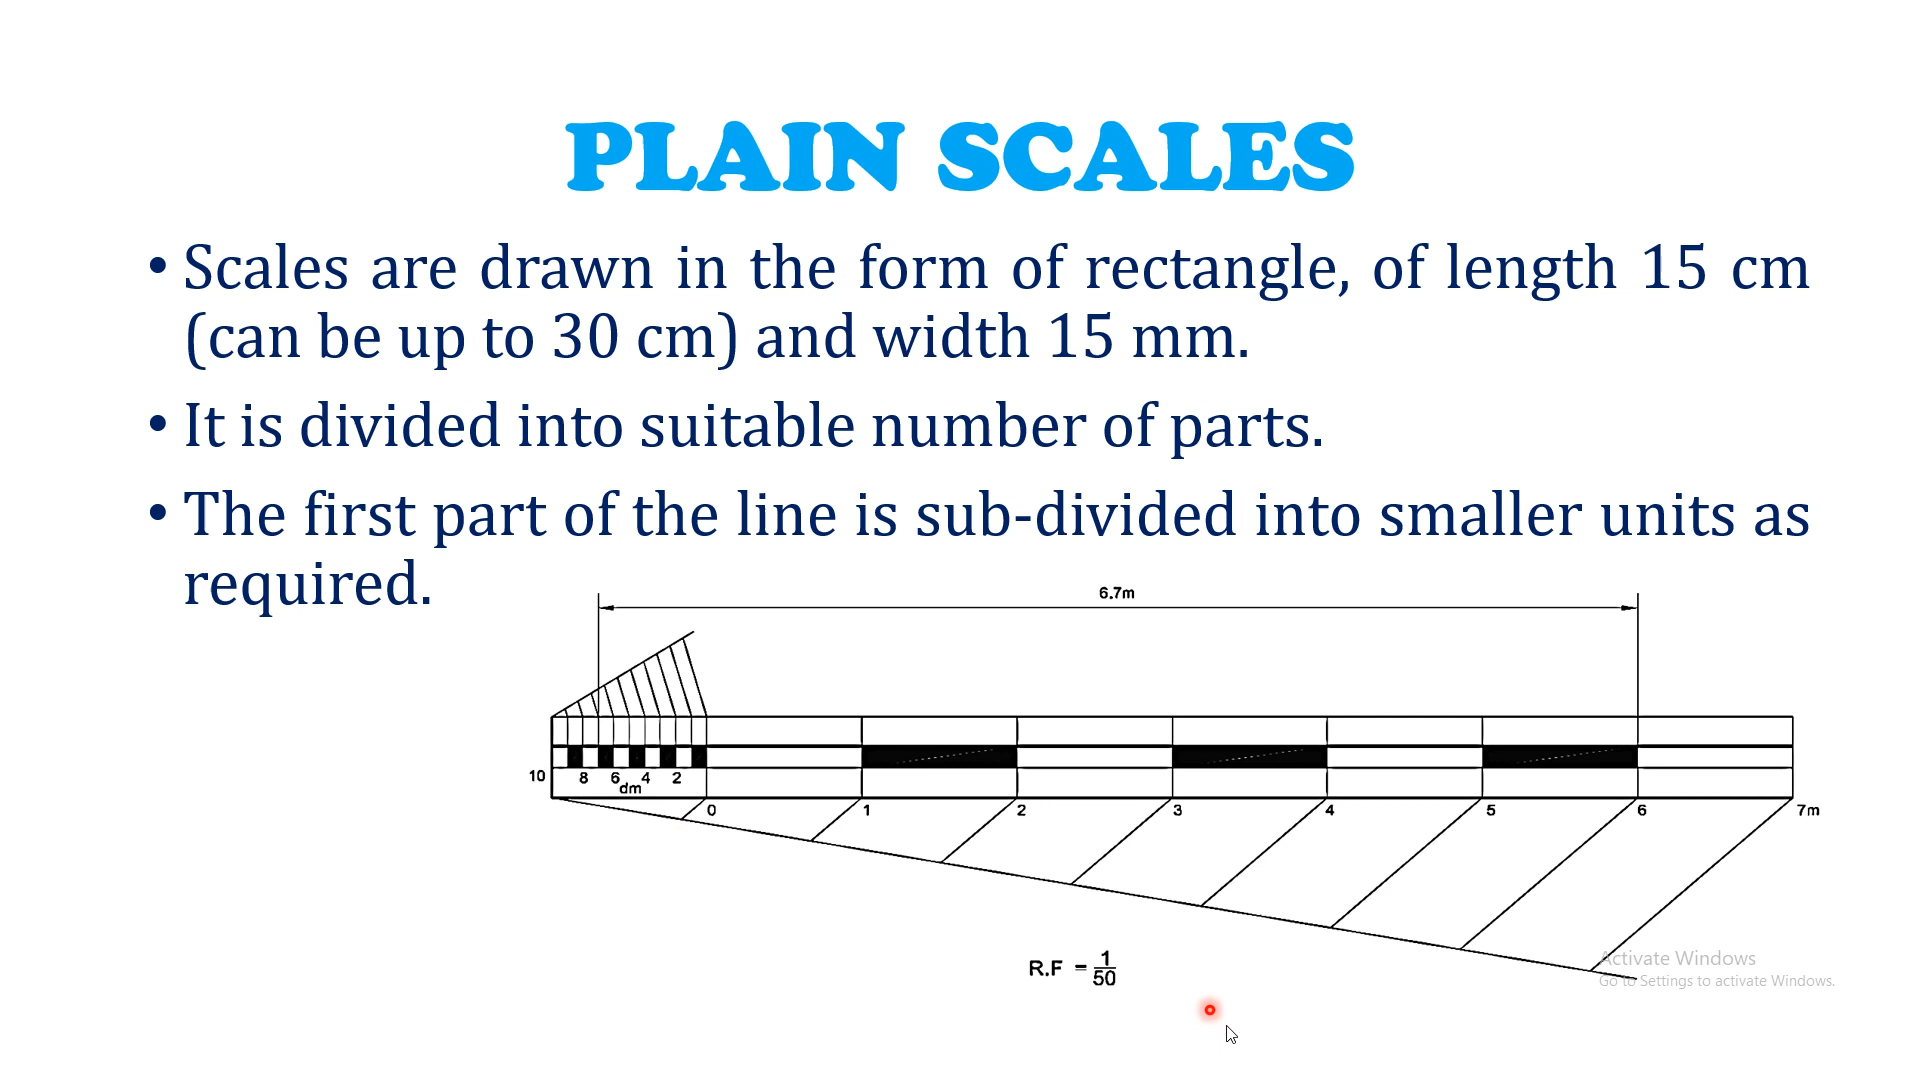 PLAIN SCALES
• Scales are drawn in the form of rectangle, of length 15 cm
(can be up to 30 cm) and width 15 mm.
• It is divided into suitable number of parts.
• The first part of the line is sub-divided into smaller units as
required.
6.7m
10 8 6 4 2
dm
0 1 2 3 4 5 6 7m
R.F = 1/50
Activate Windows
Go to Settings to activate Windows.